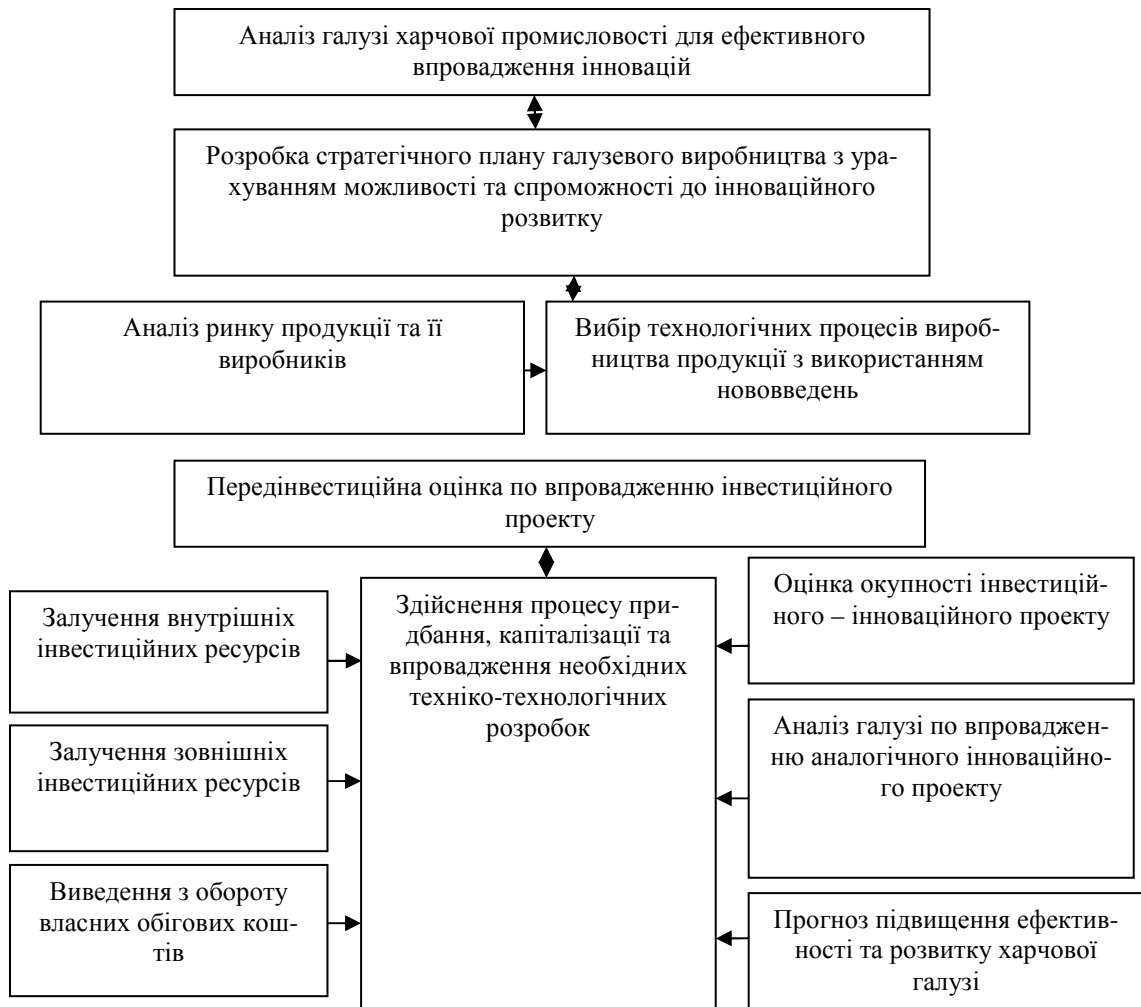 Аналіз галузі харчової промисловості для ефективного
впровадження інновацій
Розробка стратегічного плану галузевого виробництва з ура-
хуванням можливості та спроможності до інноваційного
розвитку
Аналіз ринку продукції та її
виробників
Вибір технологічних процесів вироб-
ництва продукції з використанням
нововведень
Передінвестиційна оцінка по впровадженню інвестиційного
проекту
Залучення внутрішніх
інвестиційних ресурсів
Залучення зовнішніх
інвестиційних ресурсів
Виведення з обороту
власних обігових кош-
тів
Здійснення процесу при-
дбання, капіталізації та
впровадження необхідних
техніко-технологічних
розробок
Оцінка окупності інвестицій-
ного – інноваційного проекту
Аналіз галузі по впроваджен-
ню аналогічного інноваційно-
го проекту
Прогноз підвищення ефектив-
ності та розвитку харчової
галузі